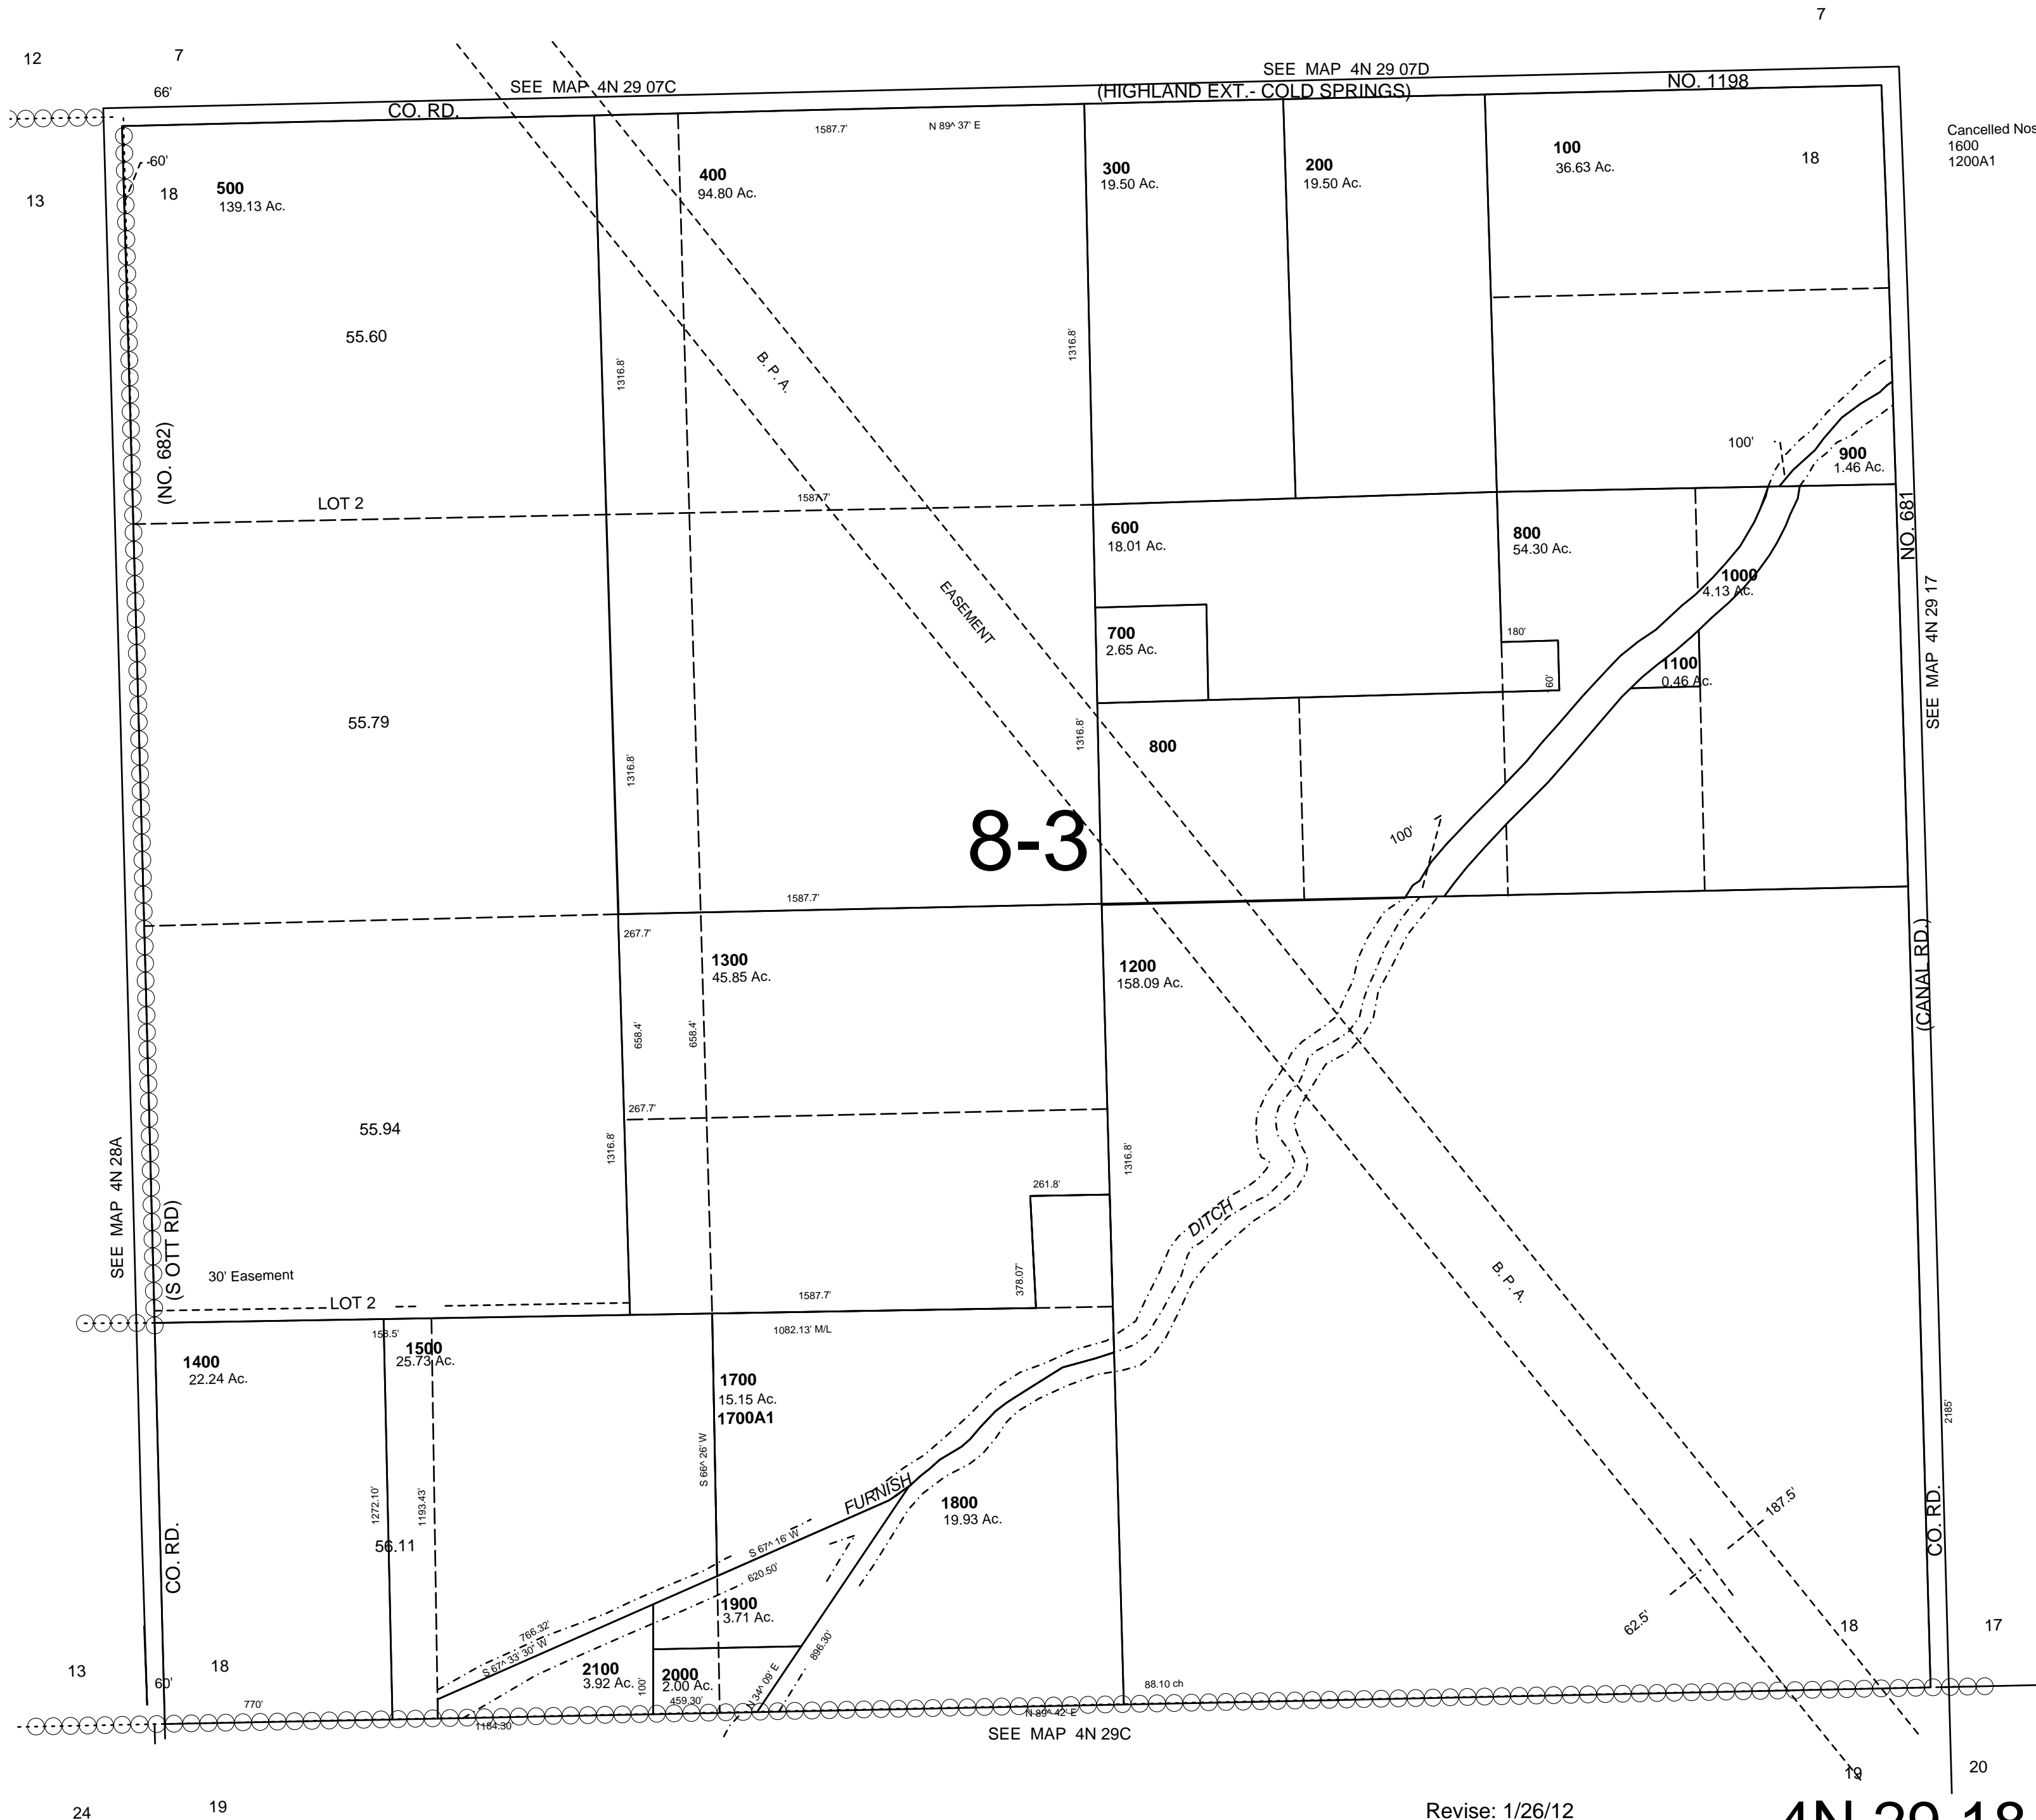 7
12
7
SEE MAP 4N 29 07D
66'
SEE MAP 4N 29 07C
NO. 1198
(HIGHLAND EXT.- COLD SPRINGS)
CO. RD.
1587.7'
N 89^ 37' E
Cancelled Nos
1600
1200A1
60'
13
18
500
139.13 Ac.
400
94.80 Ac.
300
19.50 Ac.
200
19.50 Ac.
100
36.63 Ac.
18
55.60
1316.8'
B. P. A.
1316.8'
(NO. 682)
100'
900
1.46 Ac.
LOT 2
1587.7'
600
18.01 Ac.
800
54.30 Ac.
NO. 681
1000
4.13 Ac.
EASEMENT
700
2.65 Ac.
180'
160'
1100
0.46 Ac.
SEE MAP 4N 29 17
55.79
1316.8'
1316.8'
800
8-3
100'
1587.7'
267.7'
1300
45.85 Ac.
1200
158.09 Ac.
(CANAL RD.)
658.4'
658.4'
267.7'
55.94
1316.8'
1316.8'
SEE MAP 4N 28A
261.8'
DITCH
(S OTT RD)
30' Easement
378.07'
B. P. A.
LOT 2
1587.7'
158.5'
1082.13' M/L
1400
22.24 Ac.
1500
25.73 Ac.
1700
15.15 Ac.
1700A1
2185'
S 66^ 26' W
1272.10'
1193.43'
FURNISH
1800
19.93 Ac.
187.5'
CO. RD.
56.11
CO. RD.
S 67^ 16' W
620.50'
1900
3.71 Ac.
62.5'
18
17
766.32'
S 67^ 33' 30" W
896.30'
13
18
2100
3.92 Ac.
2000
2.00 Ac.
100'
N 34^ 09' E
60'
770'
459.30'
88.10 ch
1184.30'
N 89^ 42' E
SEE MAP 4N 29C
19
20
24
19
Revise: 1/26/12
4N 29 18